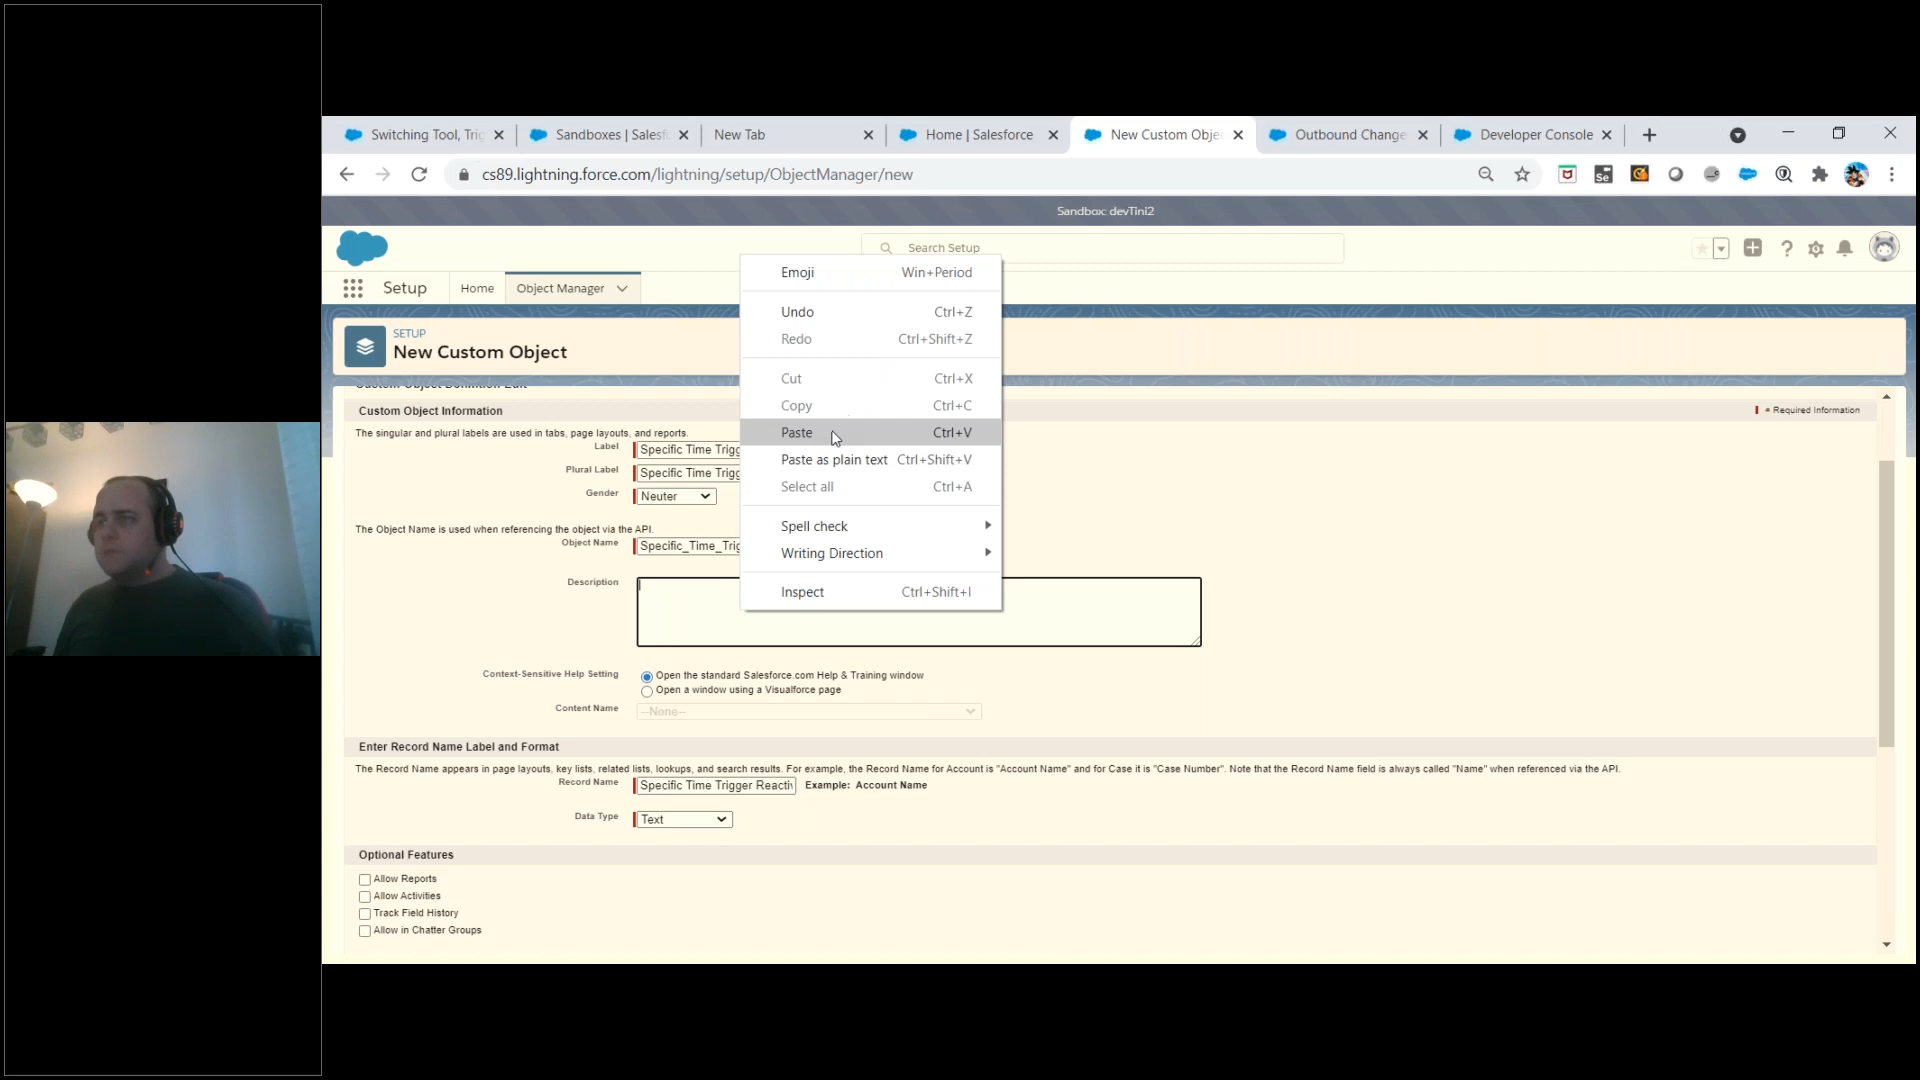 Switching Tool, Tri
Sandboxes | Salesf
New Tab
Home | Salesforce
New Custom Obje
Outbound Change
Developer Console
cs89.lightning.force.com/lightning/setup/ObjectManager/new
Sandbox: devTini2
Search Setup
Setup
Home
Object Manager
SETUP
New Custom Object
Custom Object Definition Edit
Custom Object Information
= Required Information
The singular and plural labels are used in tabs, page layouts, and reports.
Label
Specific Time Trigg
Plural Label
Specific Time Trigg
Gender
Neuter
The Object Name is used when referencing the object via the API.
Object Name
Specific_Time_Trig
Description
Emoji Win+Period
Undo Ctrl+Z
Redo Ctrl+Shift+Z
Cut Ctrl+X
Copy Ctrl+C
Paste Ctrl+V
Paste as plain text Ctrl+Shift+V
Select all Ctrl+A
Spell check
Writing Direction
Inspect Ctrl+Shift+I
Context-Sensitive Help Setting
Open the standard Salesforce.com Help & Training window
Open a window using a Visualforce page
Content Name
--None--
Enter Record Name Label and Format
The Record Name appears in page layouts, key lists, related lists, lookups, and search results. For example, the Record Name for Account is "Account Name" and for Case it is "Case Number". Note that the Record Name field is always called "Name" when referenced via the API.
Record Name
Specific Time Trigger Reacti
Example: Account Name
Data Type
Text
Optional Features
Allow Reports
Allow Activities
Track Field History
Allow in Chatter Groups